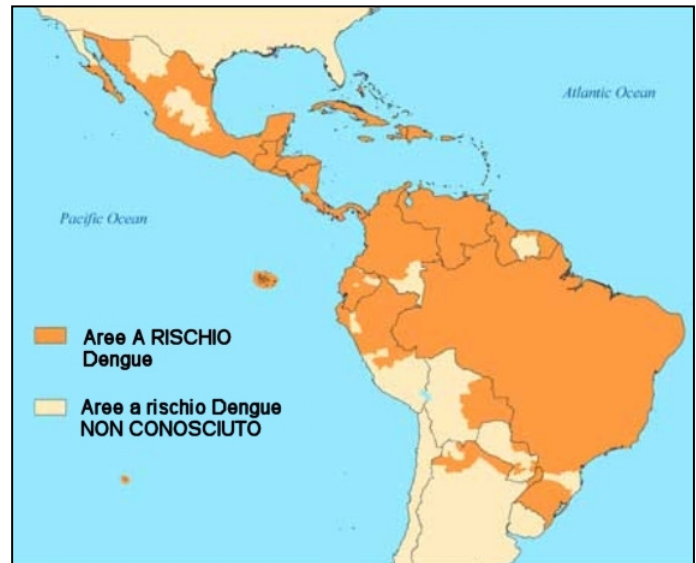 Atlantic Ocean
Pacific Ocean
Aree A RISCHIO
Dengue
Aree a rischio Dengue
NON CONOSCIUTO